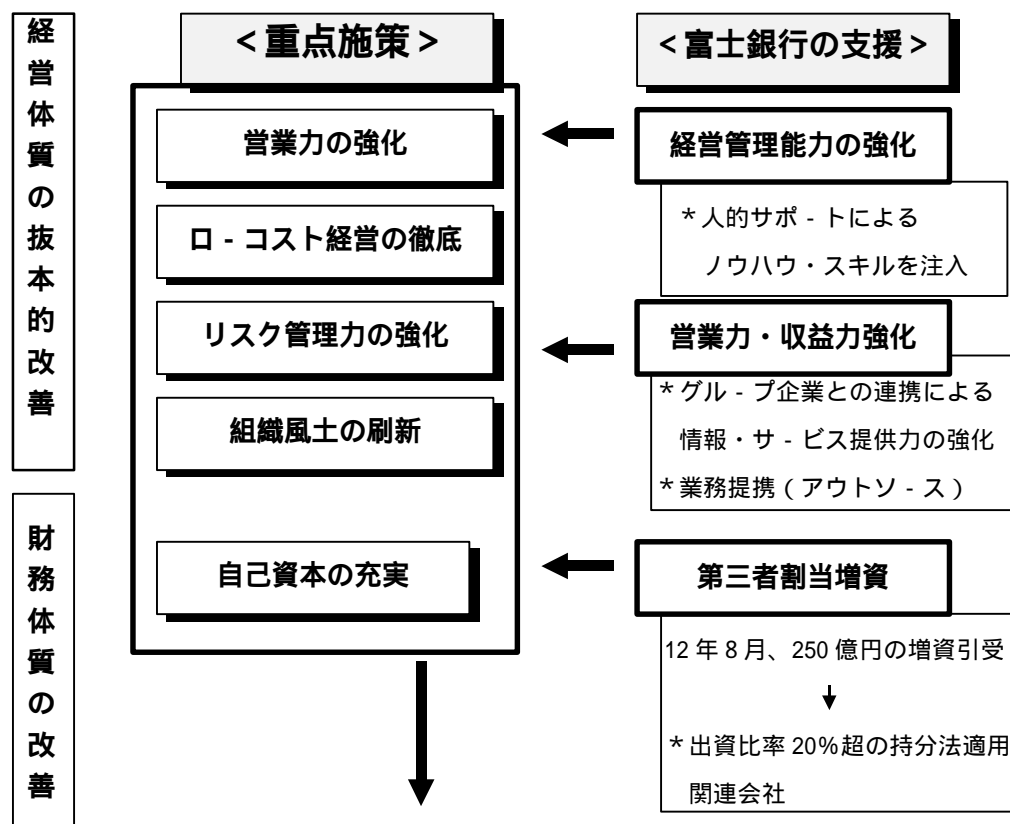 経営体質の抜本的改善
財務体質の改善
<重点施策>
営業力の強化
ロ‐コスト経営の徹底
リスク管理力の強化
組織風土の刷新
自己資本の充実
<富士銀行の支援>
経営管理能力の強化
*人的サポ‐トによる
ノウハウ・スキルを注入
営業力・収益力強化
*グル‐プ企業との連携による
情報・サ‐ビス提供力の強化
*業務提携(アウトソ‐ス)
第三者割当増資
12年8月、250億円の増資引受
*出資比率20%超の持分法適用
関連会社